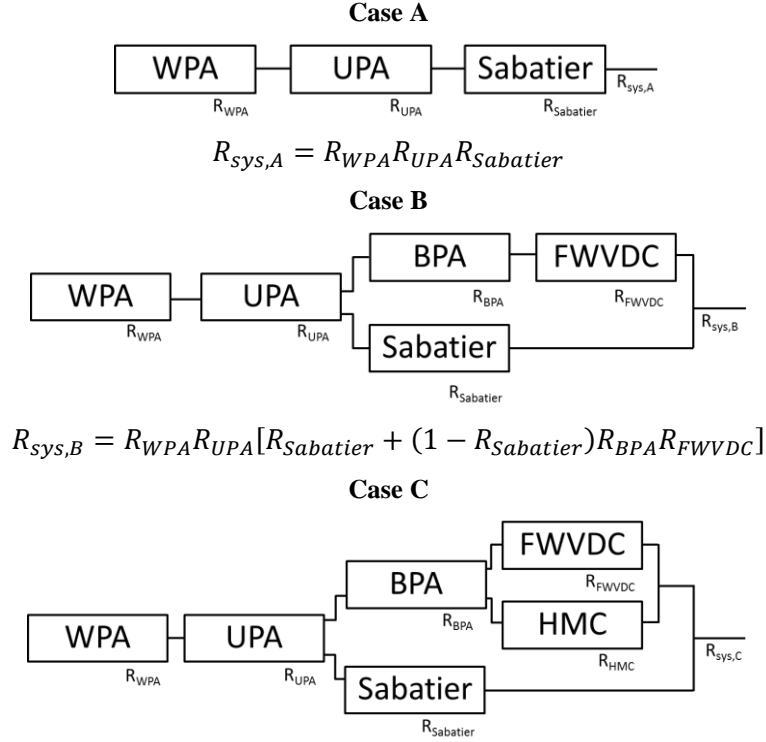 Case A
WPA UPA Sabatier
R_WPA R_UPA R_Sabatier R_sys,A
R_sys,A = R_WPA R_UPA R_Sabatier
Case B
BPA FWVDC
WPA UPA R_BPA R_FWVDC
R_WPA R_UPA Sabatier R_sys,B
R_Sabatier
R_sys,B = R_WPA R_UPA [R_Sabatier + (1 − R_Sabatier) R_BPA R_FWVDC]
Case C
FWVDC
BPA R_FWVDC
R_BPA HMC
WPA UPA R_HMC R_sys,C
R_WPA R_UPA Sabatier
R_Sabatier